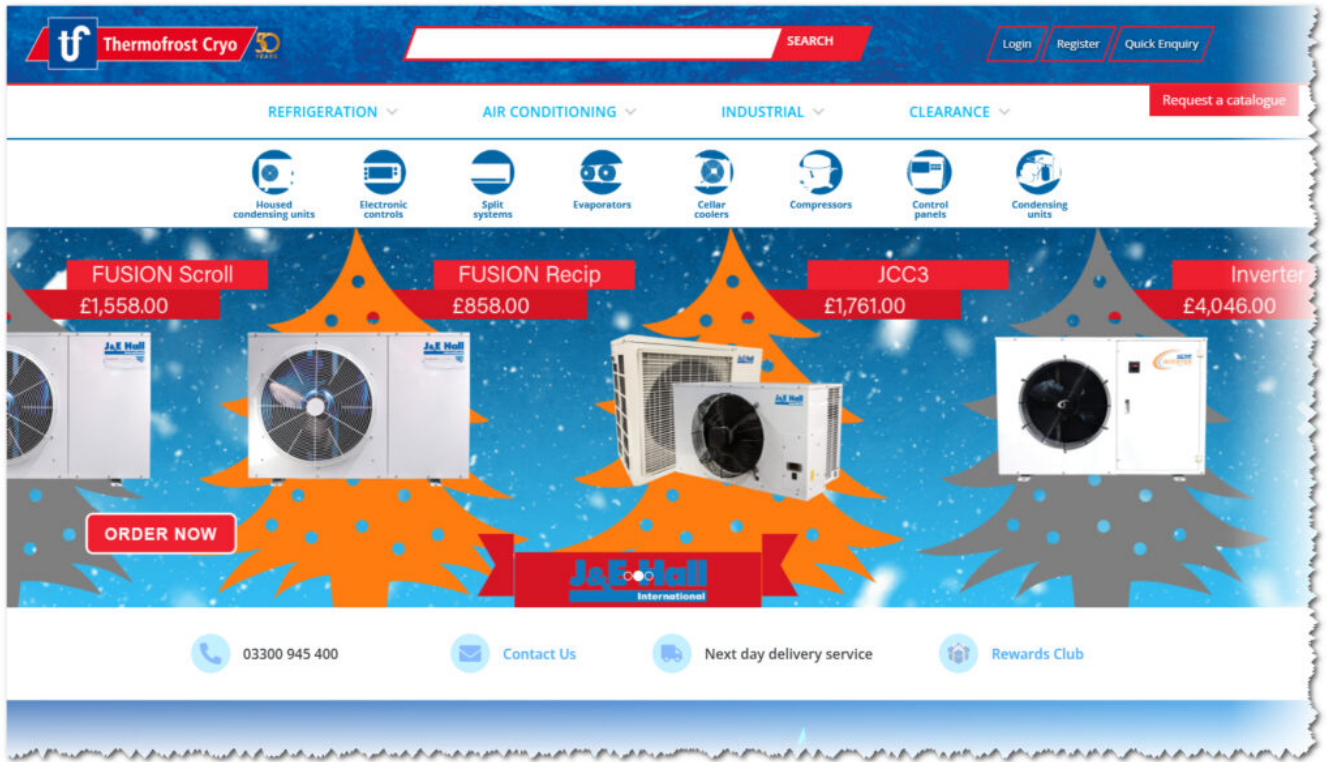 tf Thermofrost Cryo 50
YEARS
SEARCH
Login Register Quick Enquiry
REFRIGERATION AIR CONDITIONING INDUSTRIAL CLEARANCE
Request a catalogue
Housed
condensing units
Electronic
controls
Split
systems
Evaporators
Cellar
coolers
Compressors
Control
panels
Condensing
units
FUSION Scroll
£1,558.00
FUSION Recip
£858.00
JCC3
£1,761.00
Inverter
£4,046.00
J&E Hall
J&E Hall
J&E Hall
ORDER NOW
J&E Hall
International
03300 945 400
Contact Us
Next day delivery service
Rewards Club